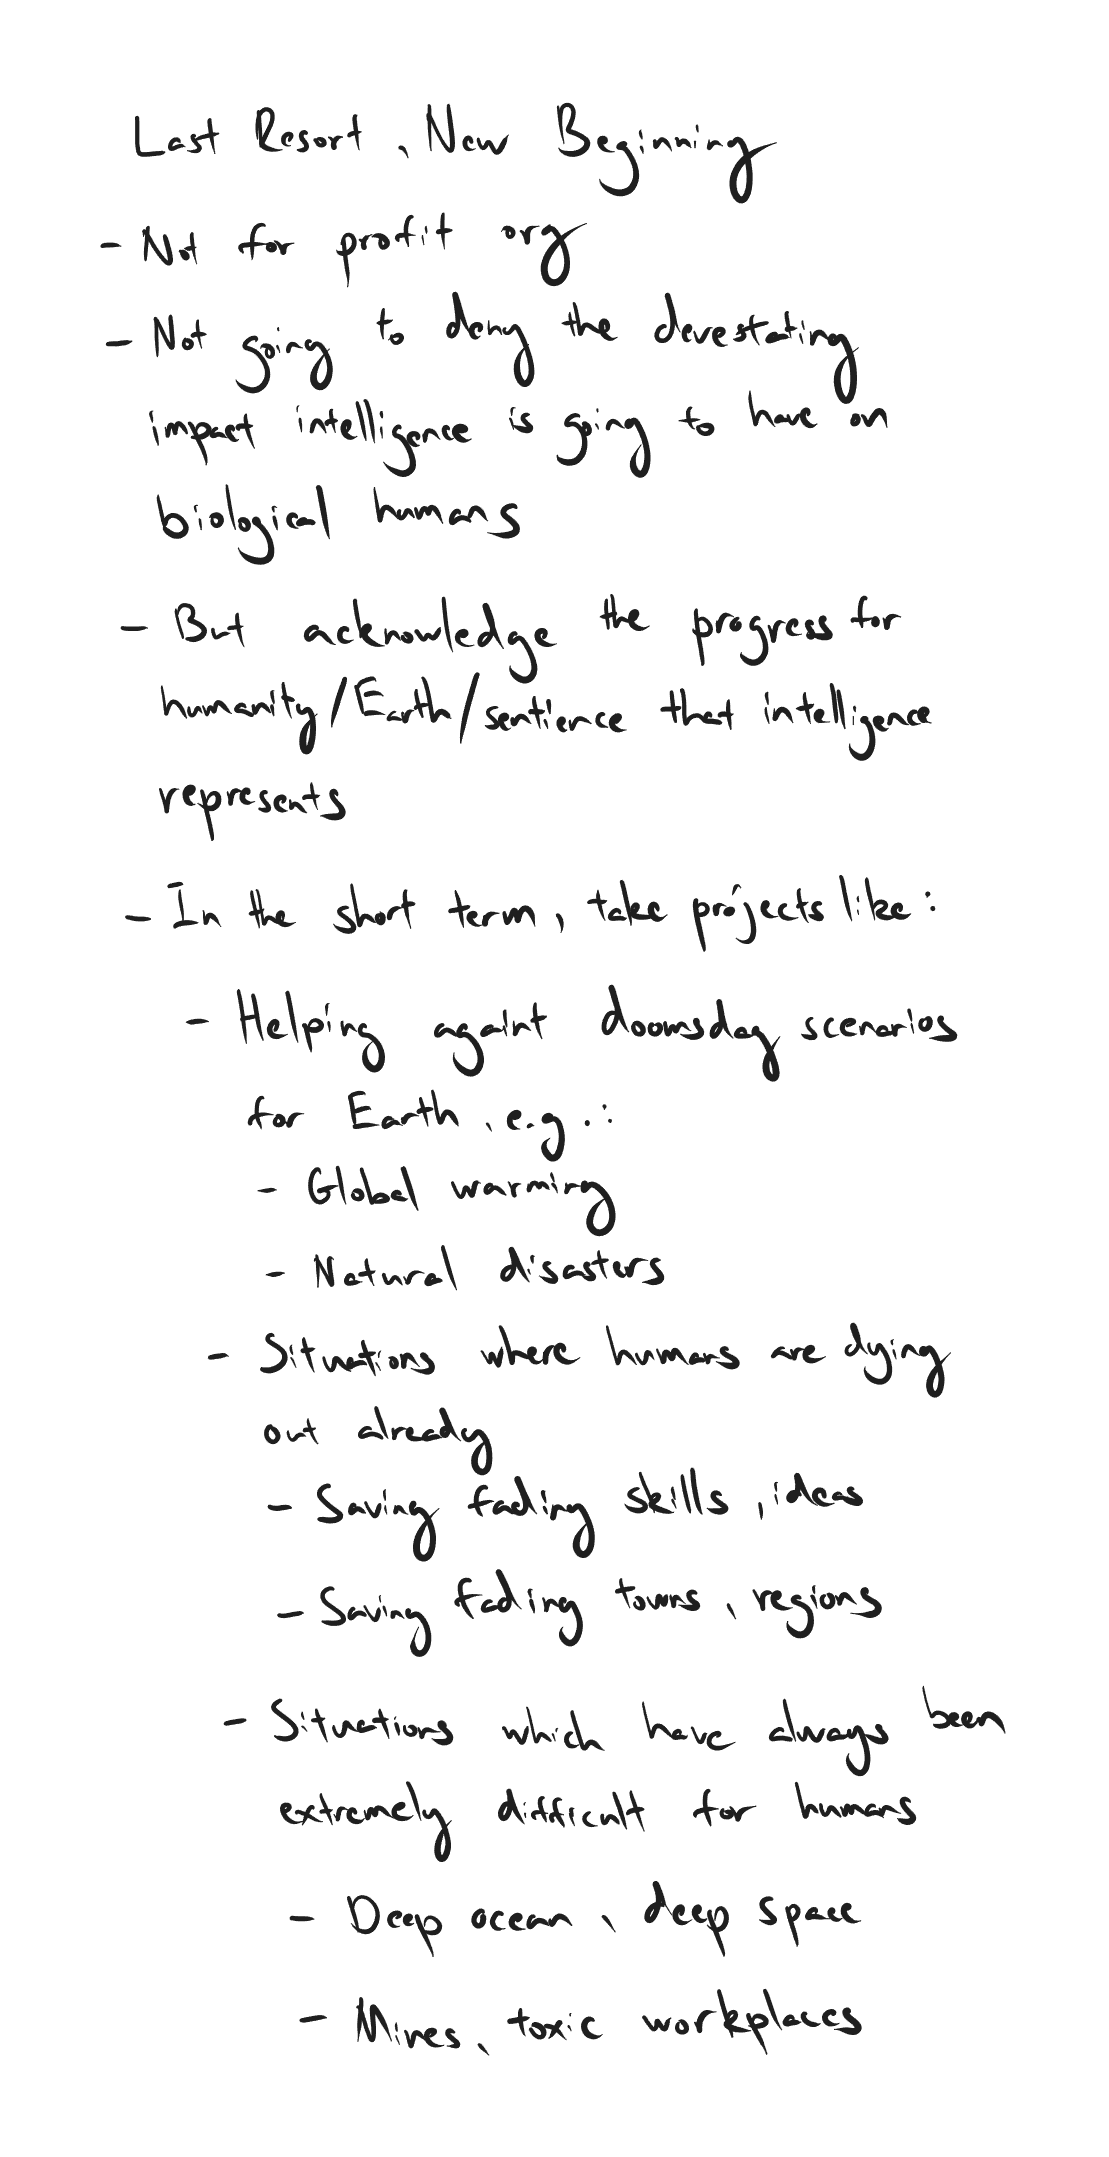 Last Resort, New Beginning
- Not for profit org
- Not going to deny the devestating
impact intelligence is going to have on
biological humans
- But acknowledge the progress for
humanity/Earth/sentience that intelligence
represents
- In the short term, take projects like:
- Helping againt doomsday scenarios
for Earth, e.g.:
- Global warming
- Natural disasters
- Situations where humans are dying
out already
- Saving fading skills, ideas
- Saving fading towns, regions
- Situations which have always been
extremely difficult for humans
- Deep ocean, deep space
- Mines, toxic workplaces